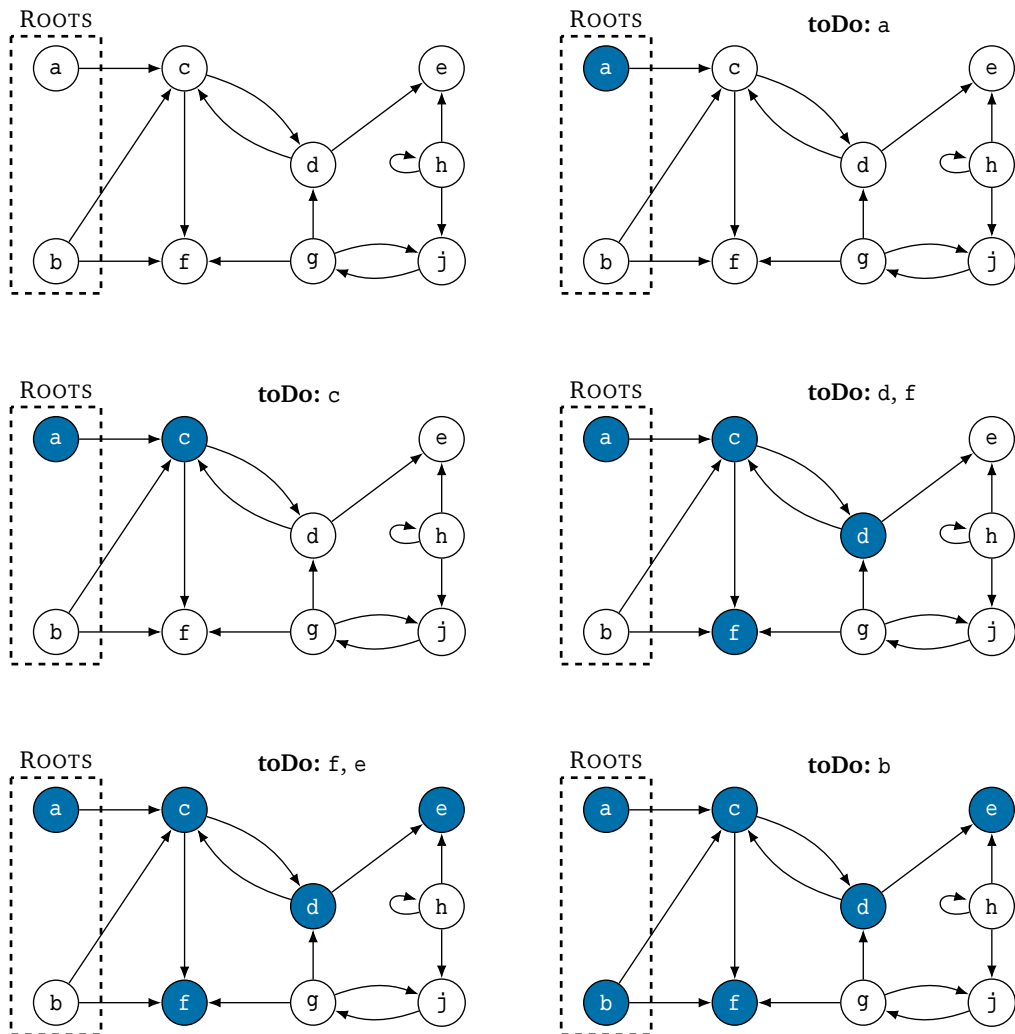 ROOTS
a c e
d h
b f g j
ROOTS
toDo: a
a c e
d h
b f g j
ROOTS
toDo: c
a c e
d h
b f g j
ROOTS
toDo: d, f
a c e
d h
b f g j
ROOTS
toDo: f, e
a c e
d h
b f g j
ROOTS
toDo: b
a c e
d h
b f g j